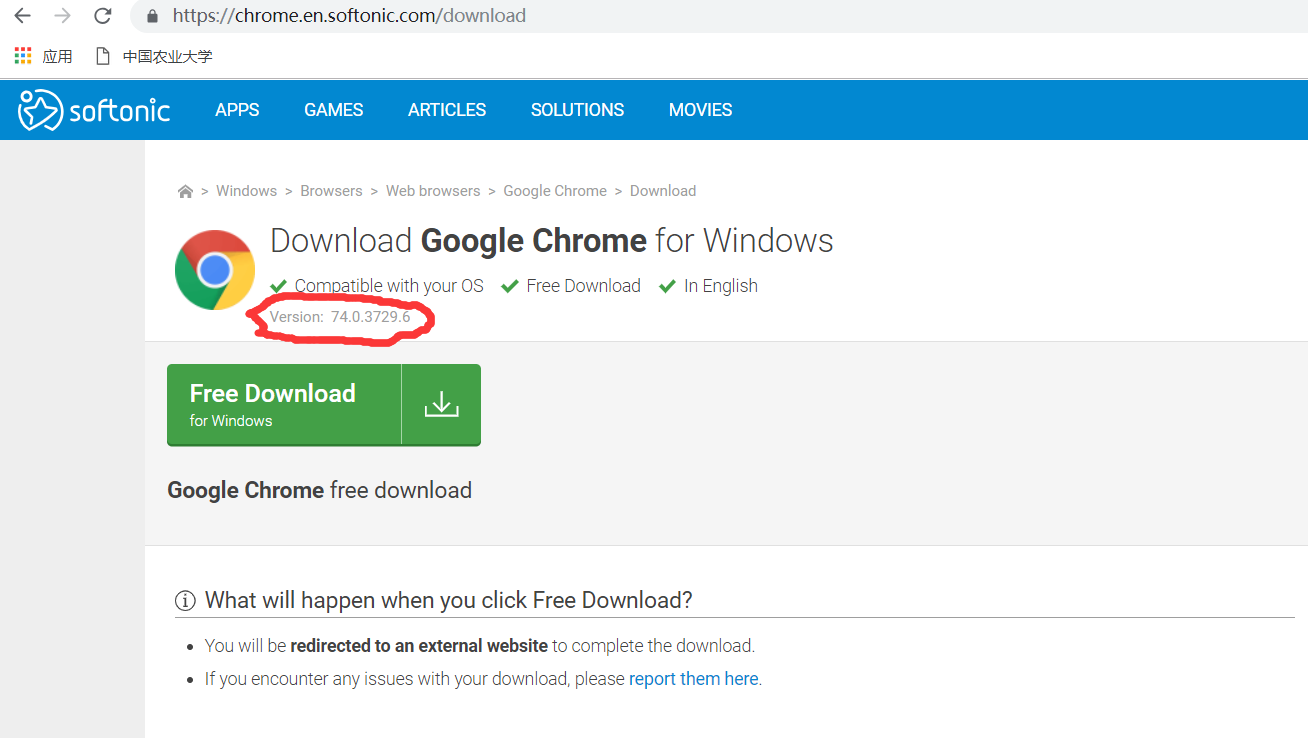 https://chrome.en.softonic.com/download
应用 中国农业大学
softonic APPS GAMES ARTICLES SOLUTIONS MOVIES
> Windows > Browsers > Web browsers > Google Chrome > Download
Download Google Chrome for Windows
Compatible with your OS Free Download In English
Version: 74.0.3729.6
Free Download
for Windows
Google Chrome free download
What will happen when you click Free Download?
You will be redirected to an external website to complete the download.
If you encounter any issues with your download, please report them here.